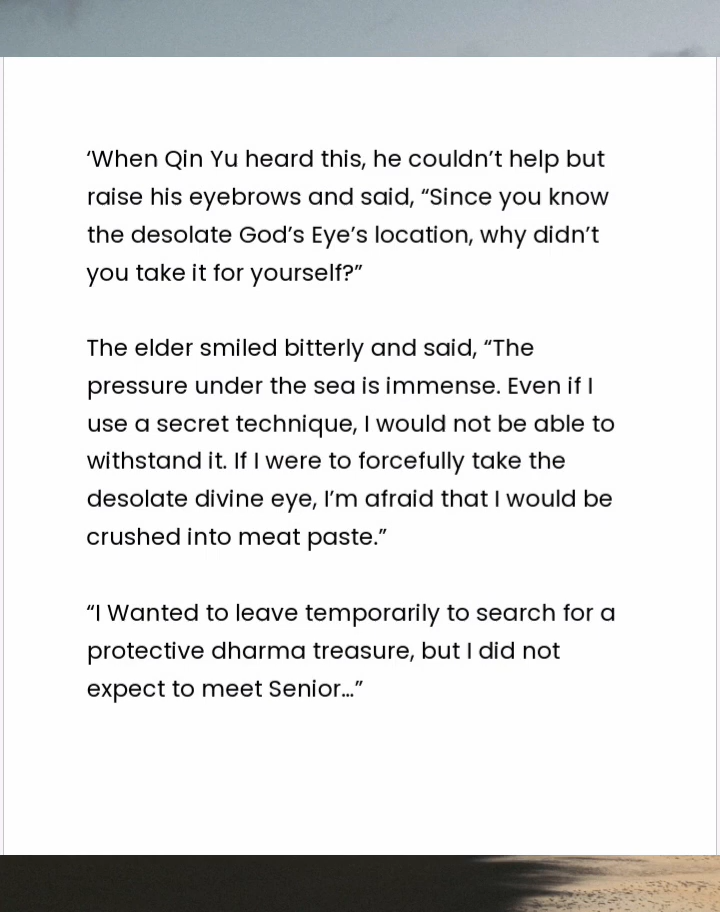 ‘When Qin Yu heard this, he couldn’t help but
raise his eyebrows and said, “Since you know
the desolate God’s Eye’s location, why didn’t
you take it for yourself?”
The elder smiled bitterly and said, “The
pressure under the sea is immense. Even if I
use a secret technique, I would not be able to
withstand it. If I were to forcefully take the
desolate divine eye, I’m afraid that I would be
crushed into meat paste.”
“I Wanted to leave temporarily to search for a
protective dharma treasure, but I did not
expect to meet Senior…”